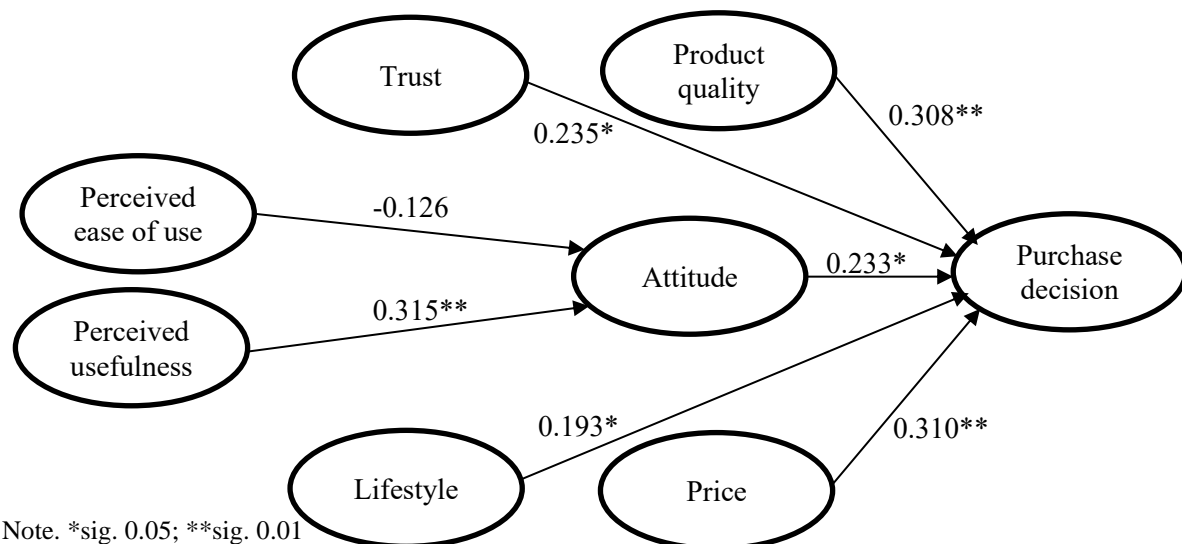 Trust
Product
quality
0.235*
0.308**
Perceived
ease of use
-0.126
Attitude
0.233*
Purchase
decision
Perceived
usefulness
0.315**
0.193*
0.310**
Lifestyle
Price
Note. *sig. 0.05; **sig. 0.01